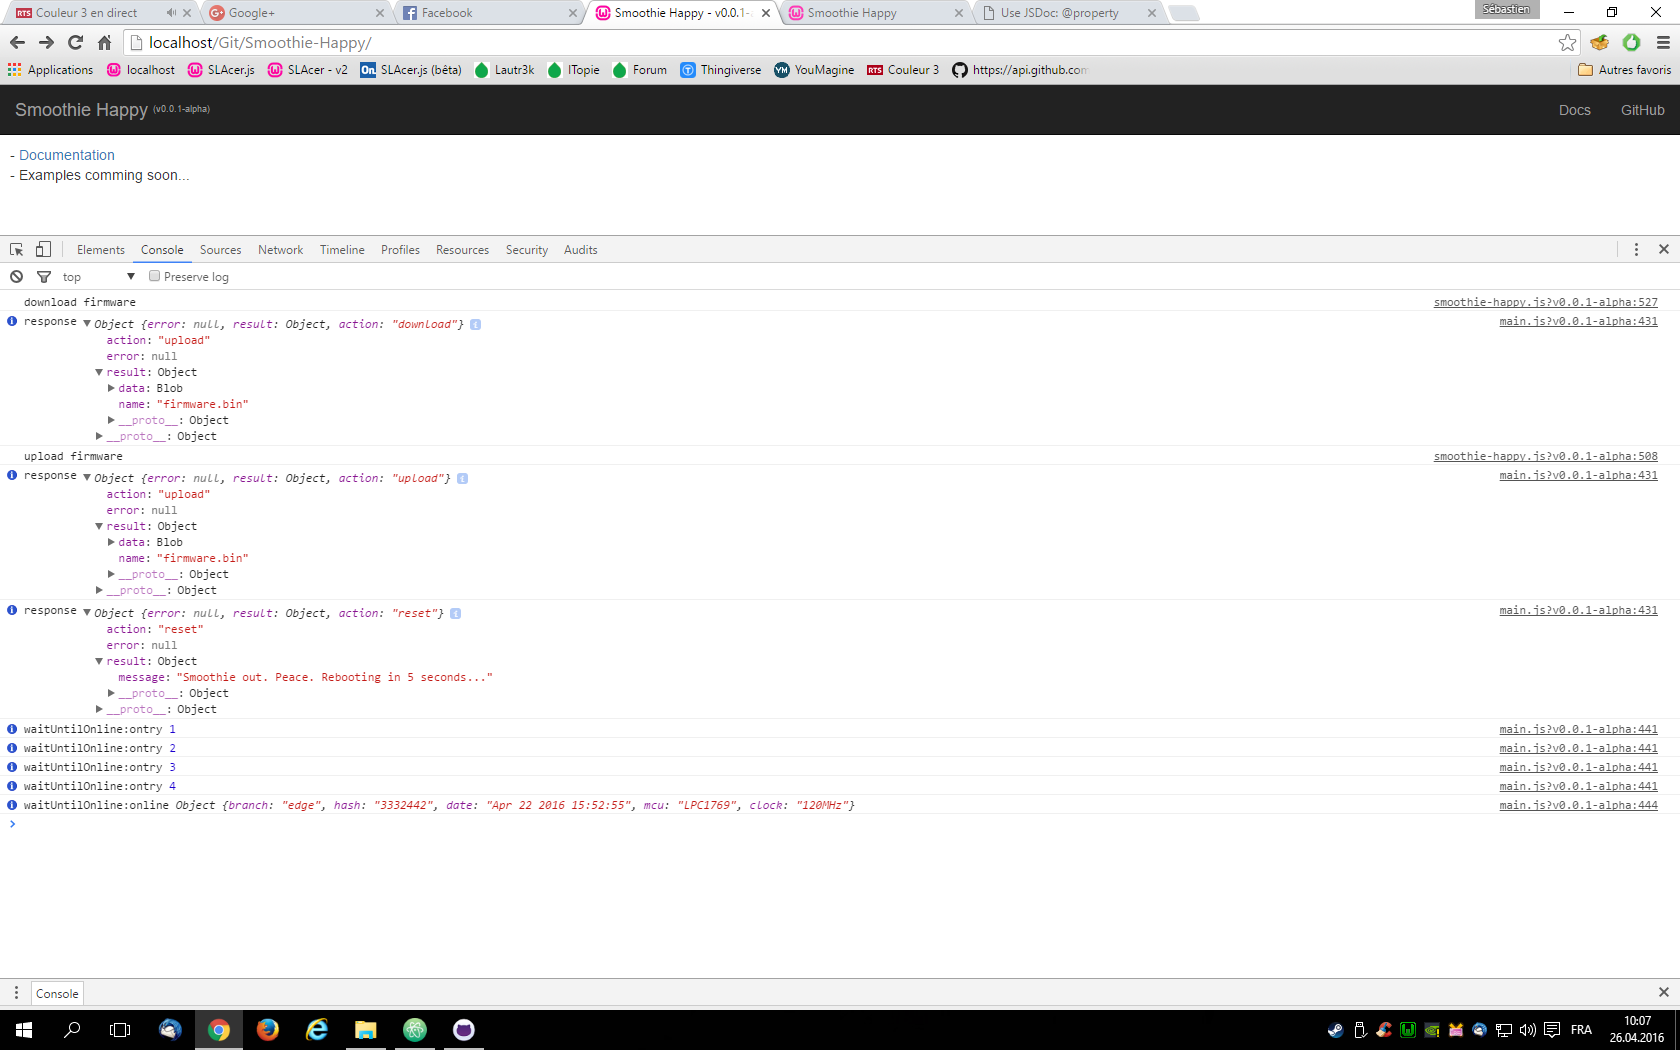 Couleur 3 en direct
Google+
Facebook
Smoothie Happy - v0.0.1-
Smoothie Happy
Use JSDoc: @property
Sébastien
localhost/Git/Smoothie-Happy/
Applications
localhost
SLAcer.js
SLAcer - v2
SLAcer.js (bêta)
Lautr3k
ITopie
Forum
Thingiverse
YouMagine
Couleur 3
https://api.github.com
Autres favoris
Smoothie Happy (v0.0.1-alpha)
Docs
GitHub
- Documentation
- Examples comming soon...
Elements Console Sources Network Timeline Profiles Resources Security Audits
top
Preserve log
download firmware smoothie-happy.js?v0.0.1-alpha:527
response Object {error: null, result: Object, action: "download"} main.js?v0.0.1-alpha:431
action: "upload"
error: null
result: Object
data: Blob
name: "firmware.bin"
__proto__: Object
__proto__: Object
upload firmware smoothie-happy.js?v0.0.1-alpha:508
response Object {error: null, result: Object, action: "upload"} main.js?v0.0.1-alpha:431
action: "upload"
error: null
result: Object
data: Blob
name: "firmware.bin"
__proto__: Object
__proto__: Object
response Object {error: null, result: Object, action: "reset"} main.js?v0.0.1-alpha:431
action: "reset"
error: null
result: Object
message: "Smoothie out. Peace. Rebooting in 5 seconds..."
__proto__: Object
__proto__: Object
waitUntilOnline:ontry 1 main.js?v0.0.1-alpha:441
waitUntilOnline:ontry 2 main.js?v0.0.1-alpha:441
waitUntilOnline:ontry 3 main.js?v0.0.1-alpha:441
waitUntilOnline:ontry 4 main.js?v0.0.1-alpha:441
waitUntilOnline:online Object {branch: "edge", hash: "3332442", date: "Apr 22 2016 15:52:55", mcu: "LPC1769", clock: "120MHz"} main.js?v0.0.1-alpha:444
Console
FRA
10:07
26.04.2016